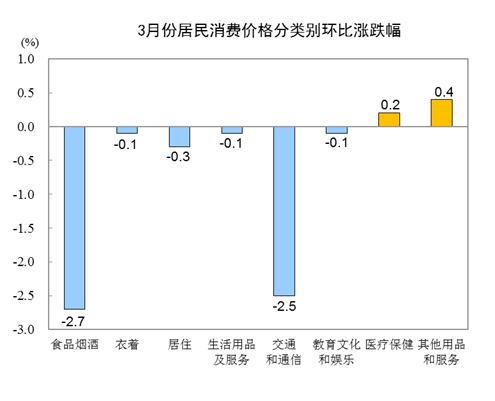 3月份居民消费价格分类别环比涨跌幅
(%)
1.0
0.5
0.0
-0.5
-1.0
-1.5
-2.0
-2.5
-3.0
-2.7
-0.1
-0.3
-0.1
-2.5
-0.1
0.2
0.4
食品烟酒
衣着
居住
生活用品
及服务
交通
和通信
教育文化
和娱乐
医疗保健
其他用品
和服务